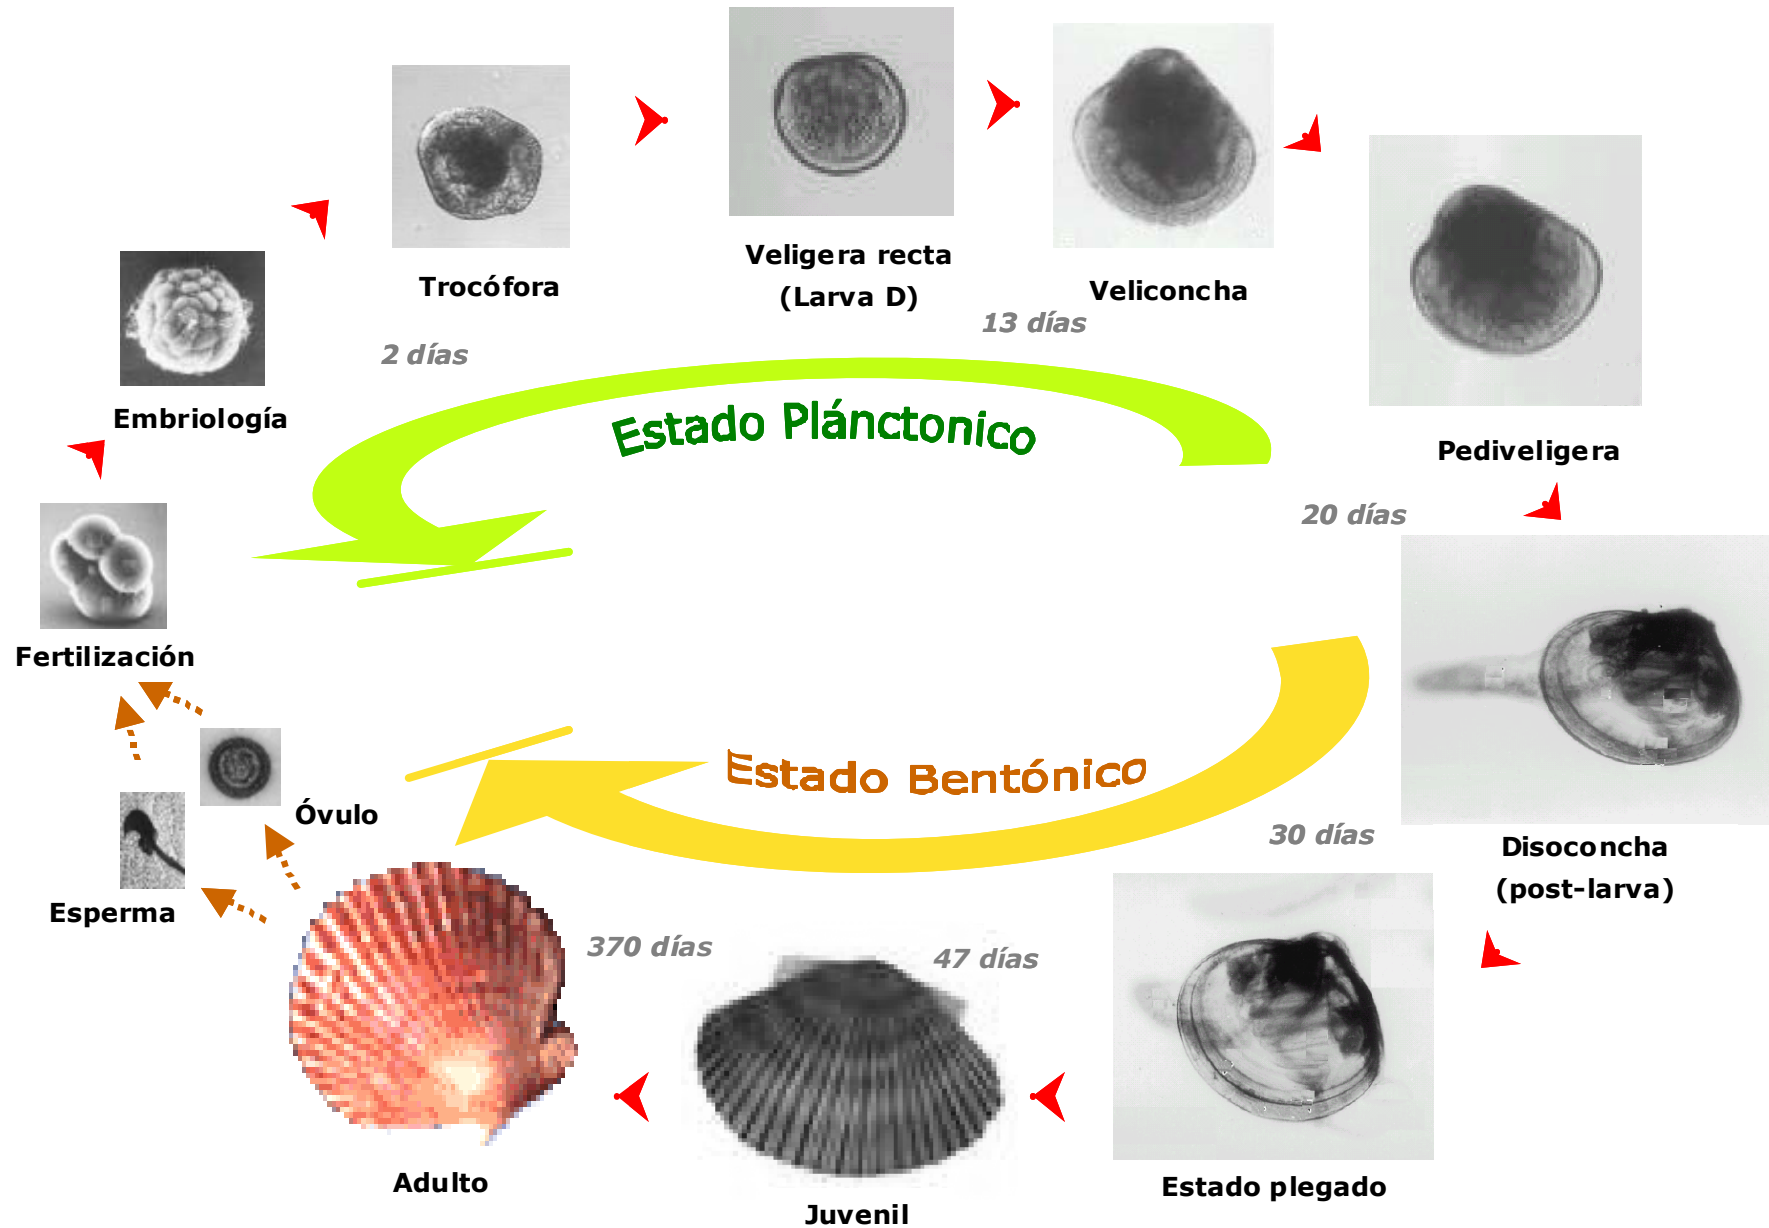 Trocófora
Veligera recta
(Larva D)
Veliconcha
Pediveligera
Embriología
2 días
13 días
20 días
Estado Plánctonico
Fertilización
Óvulo
Esperma
Estado Bentónico
30 días
Disoconcha
(post-larva)
370 días
47 días
Adulto
Juvenil
Estado plegado